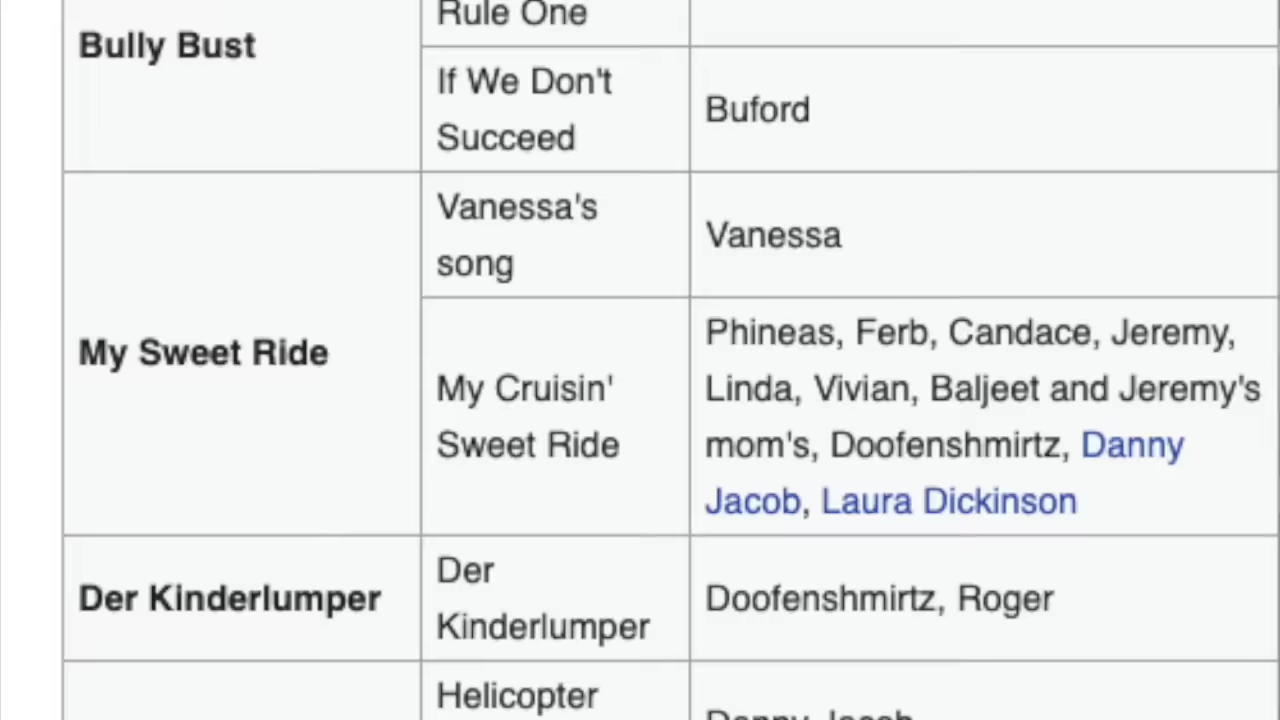 Rule One
Bully Bust
If We Don't
Succeed
Buford
Vanessa's
song
Vanessa
My Sweet Ride
My Cruisin'
Sweet Ride
Phineas, Ferb, Candace, Jeremy,
Linda, Vivian, Baljeet and Jeremy's
mom's, Doofenshmirtz, Danny
Jacob, Laura Dickinson
Der Kinderlumper
Der
Kinderlumper
Doofenshmirtz, Roger
Helicopter
Danny Jacob